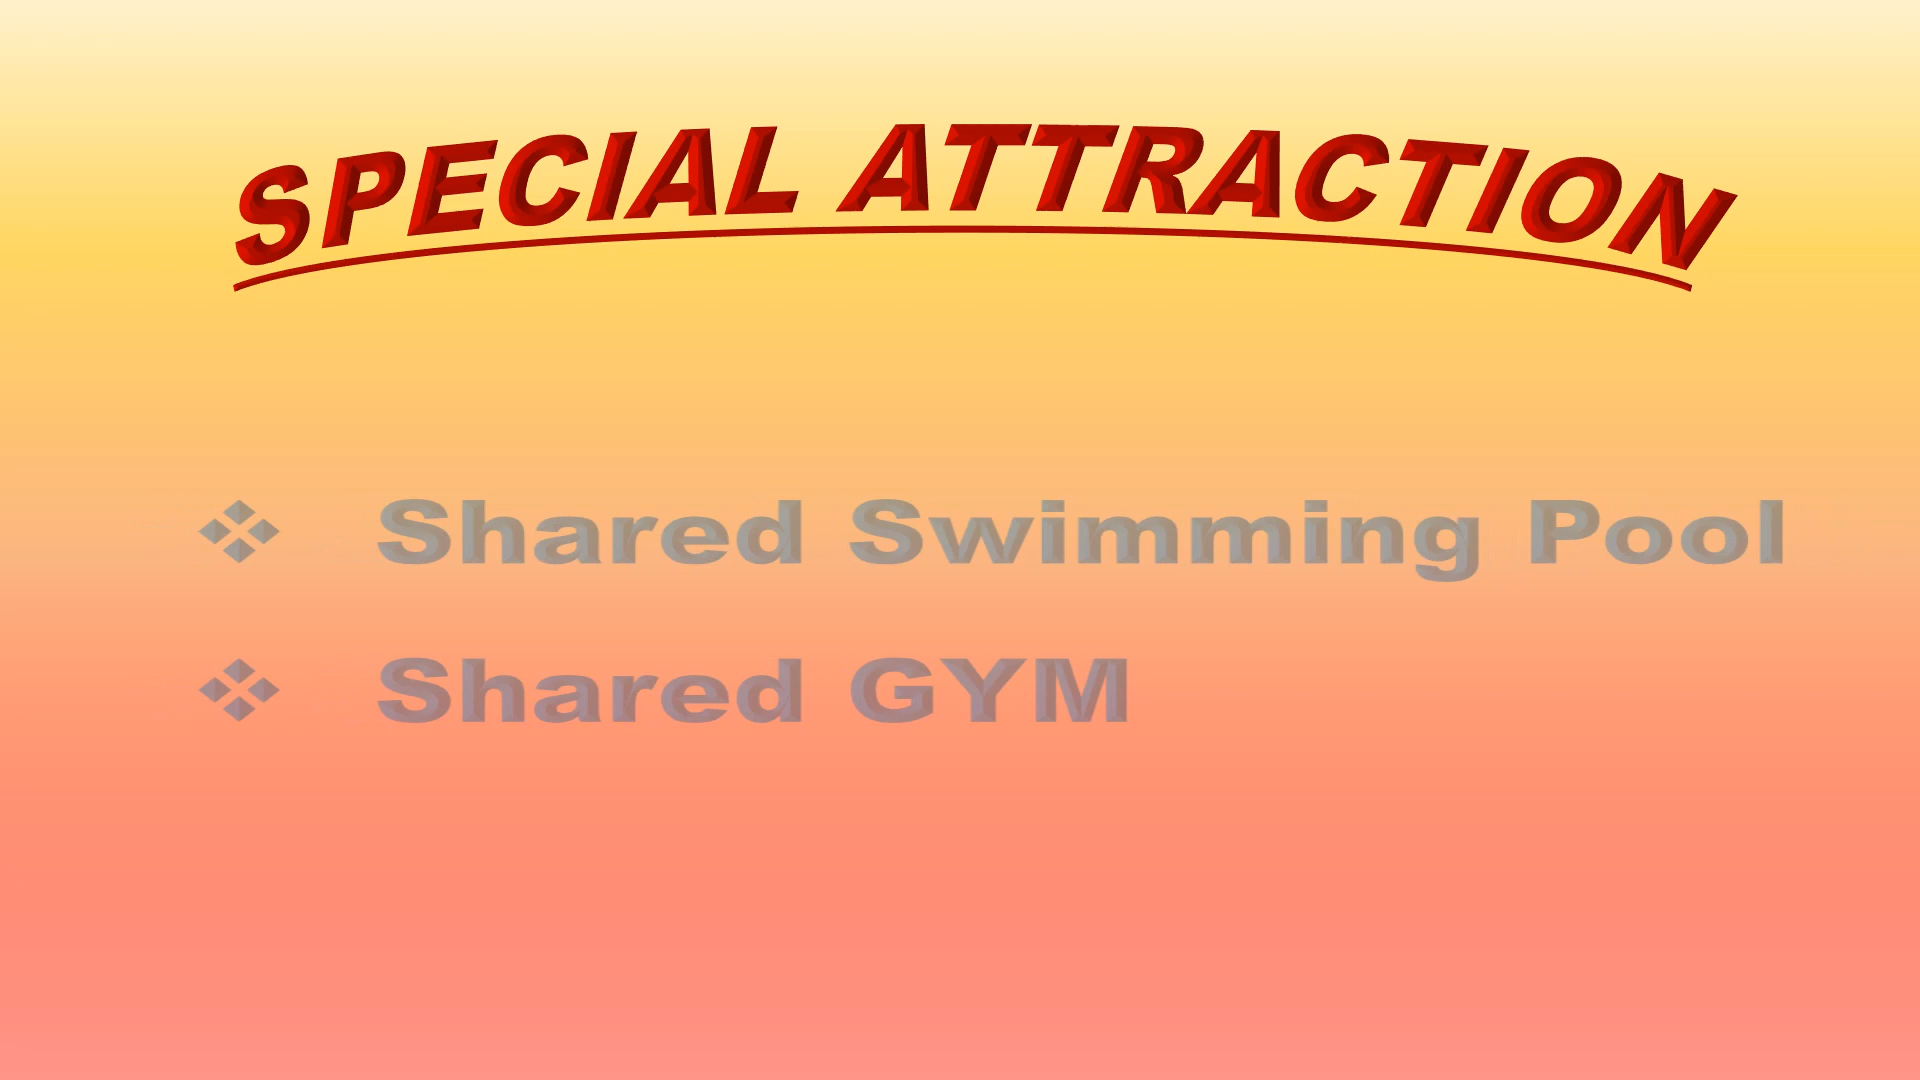 SPECIAL ATTRACTION
❖ Shared Swimming Pool
❖ Shared GYM